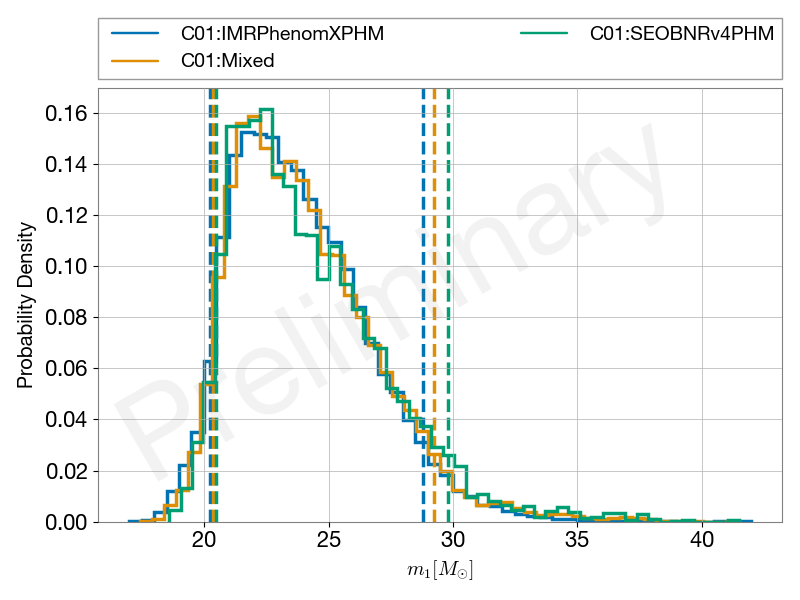 C01:IMRPhenomXPHM
C01:SEOBNRv4PHM
C01:Mixed
Preliminary
Probability Density
0.16
0.14
0.12
0.10
0.08
0.06
0.04
0.02
0.00
20 25 30 35 40
m₁[M⊙]